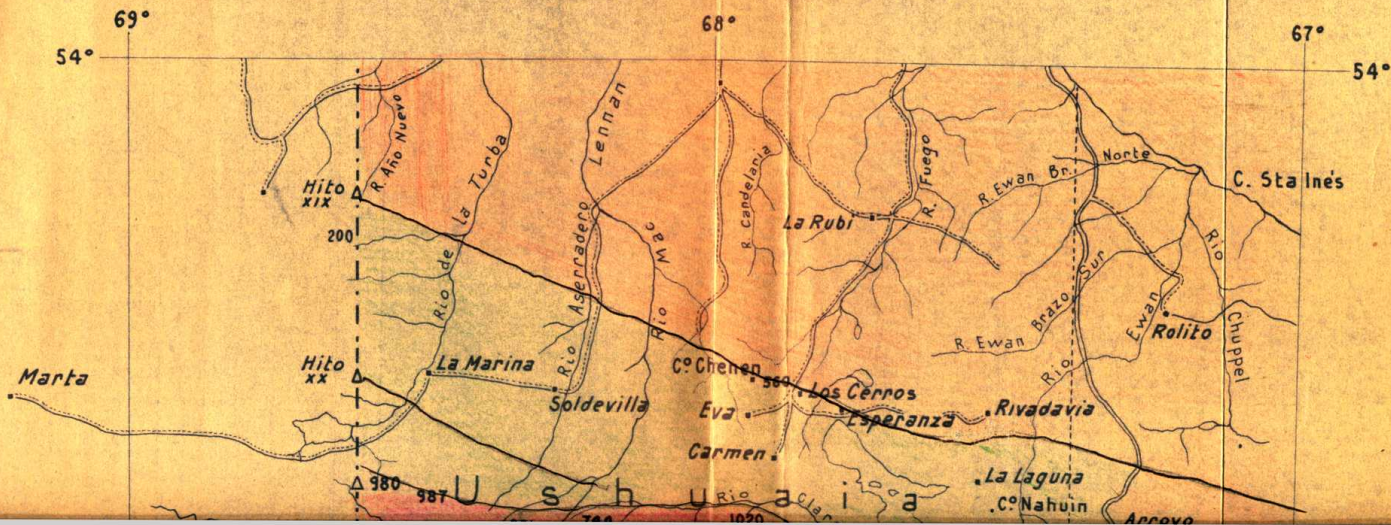 69°
68°
67°
54°
54°
R. Año Nuevo
Rio de la Turba
Lennan
Rio Mac
Rio Aserradero
R. Candelaria
R. Fuego
R. Ewan Br. Norte
C. Sta Inés
Hito
XIX
200
La Rubi
R. Ewan Brazo Sur
Rio Ewan
Rio Chuppel
Rolito
Hito
XX
Marta
La Marina
Soldevilla
Cº Chenen
560
Los Cerros
Eva
Esperanza
Rivadavia
Carmen
La Laguna
Cº Nahuin
980
987
Ushuaia
Rio Claro
1020
Arroyo